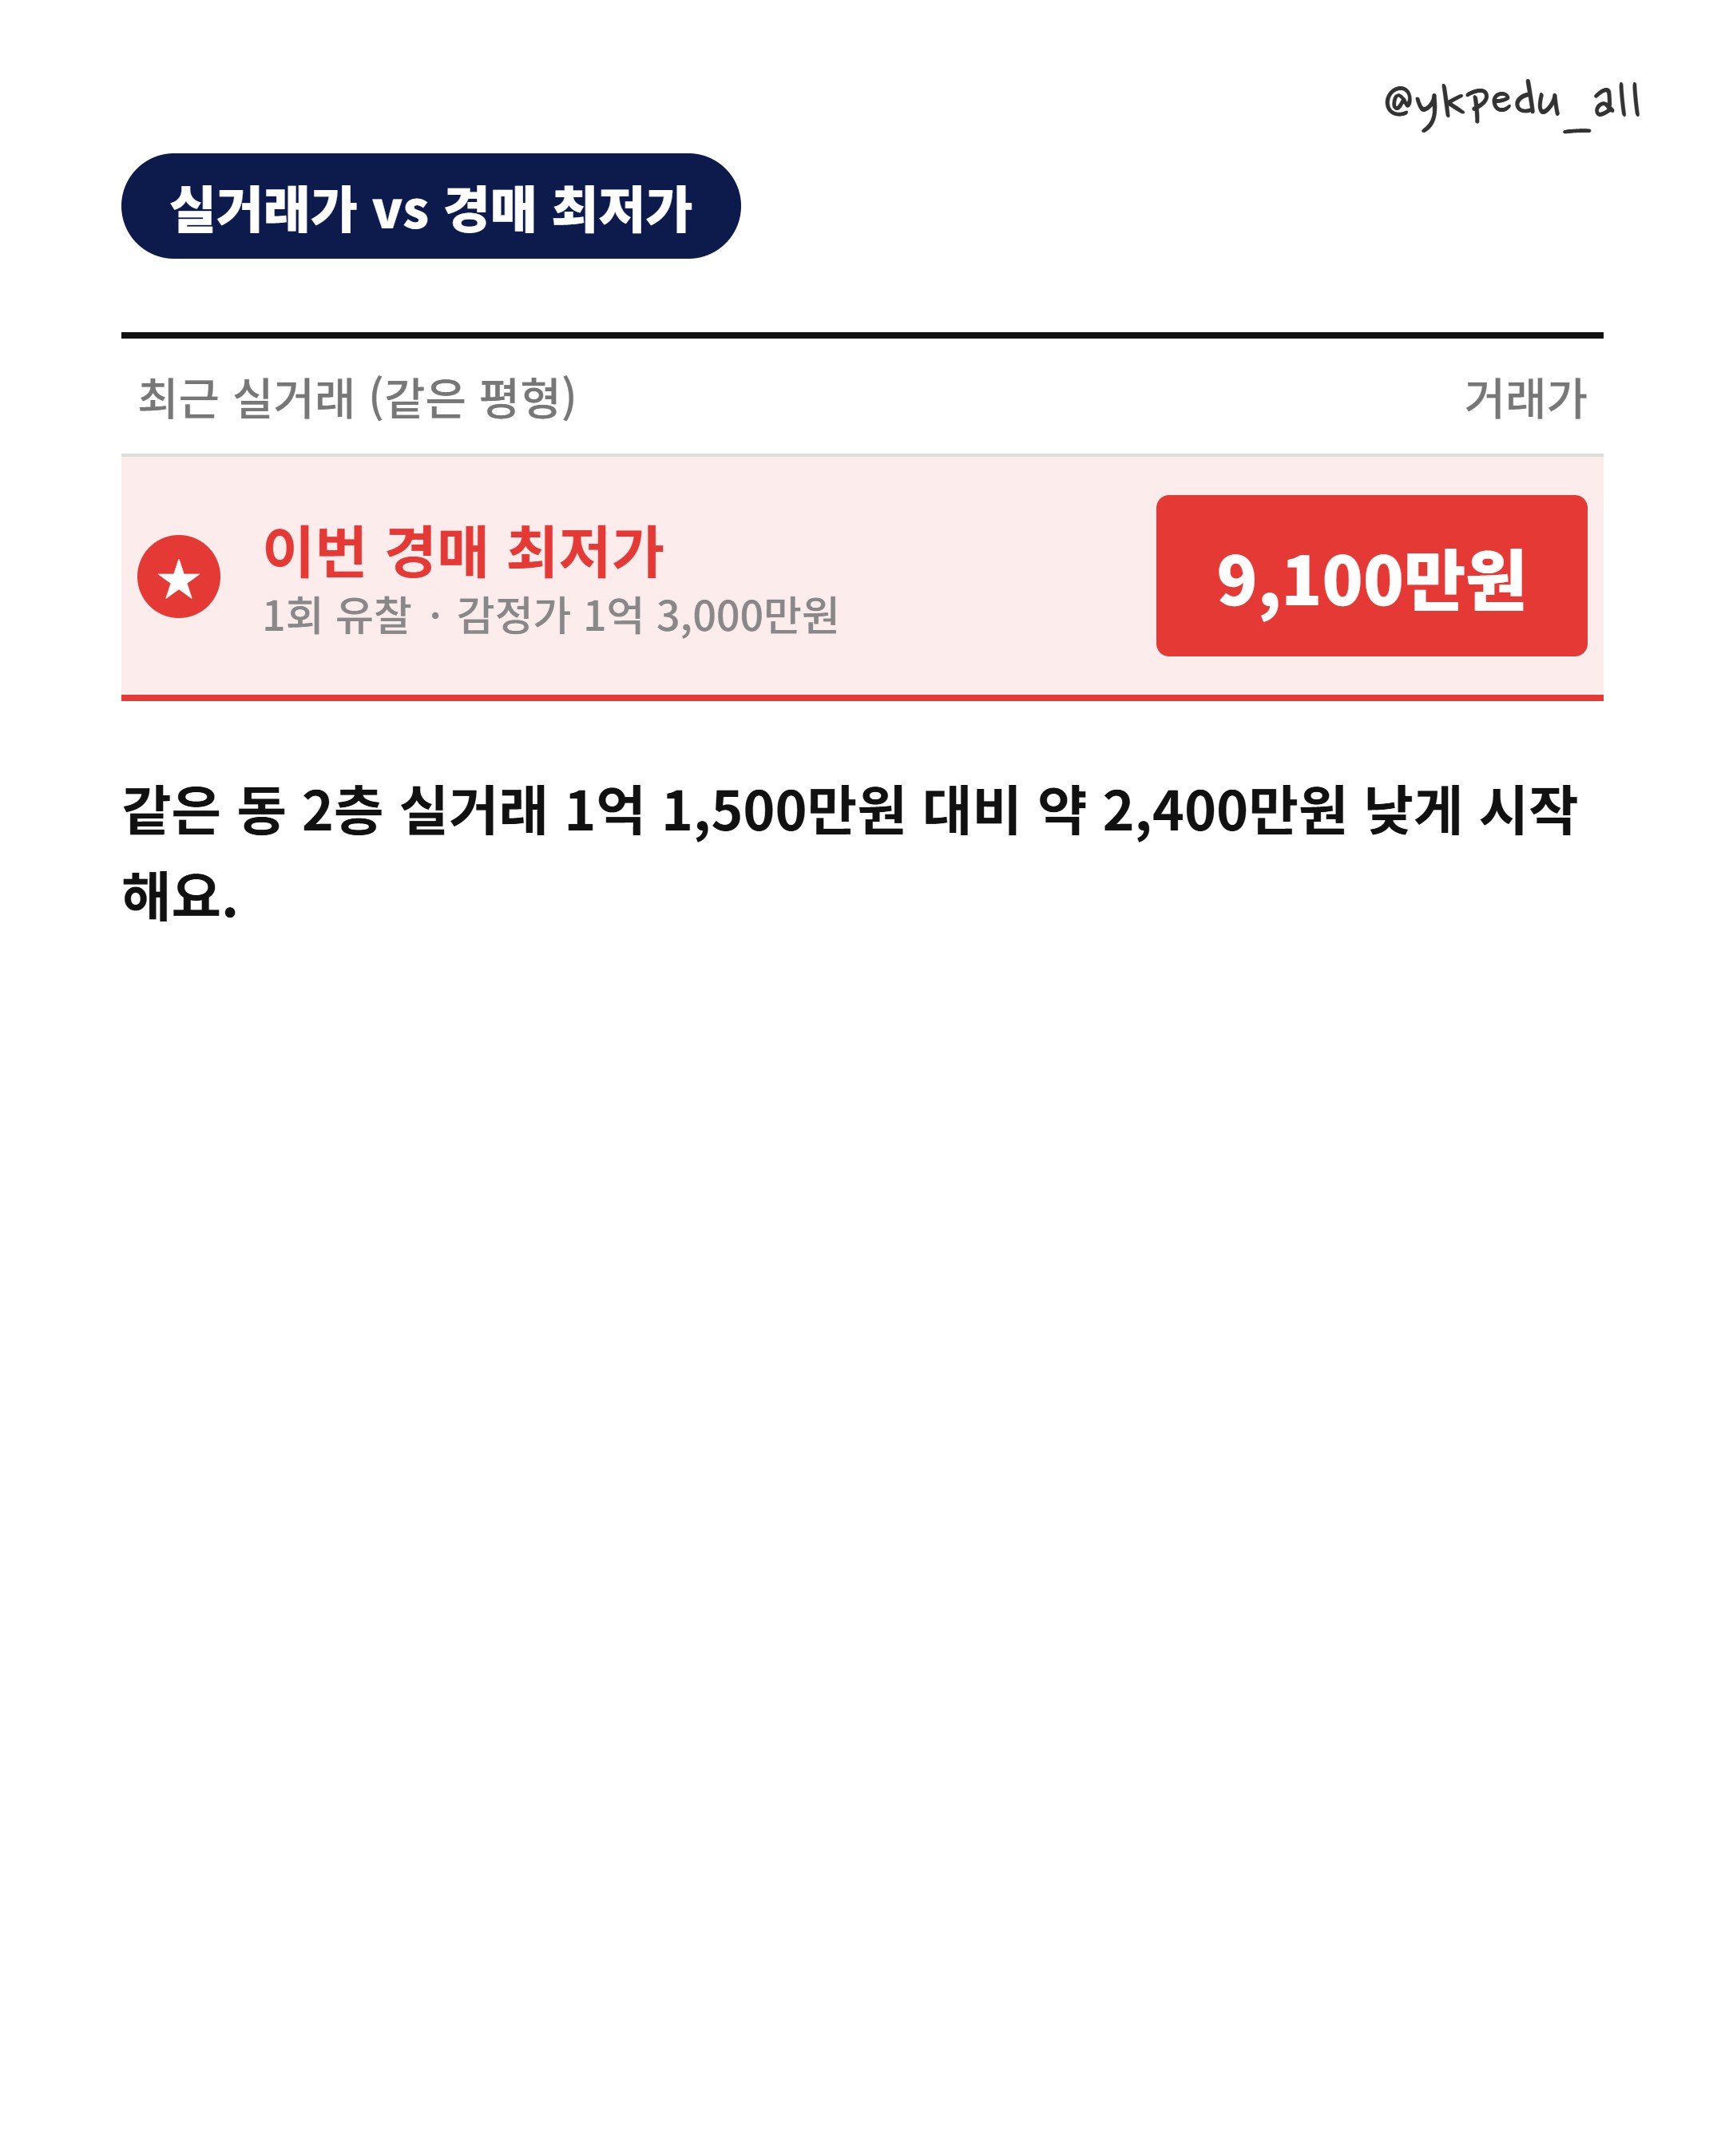 @ykpedu_all
실거래가 vs 경매 최저가
최근 실거래 (같은 평형) 거래가
★ 이번 경매 최저가 9,100만원
1회 유찰 · 감정가 1억 3,000만원
같은 동 2층 실거래 1억 1,500만원 대비 약 2,400만원 낮게 시작
해요.